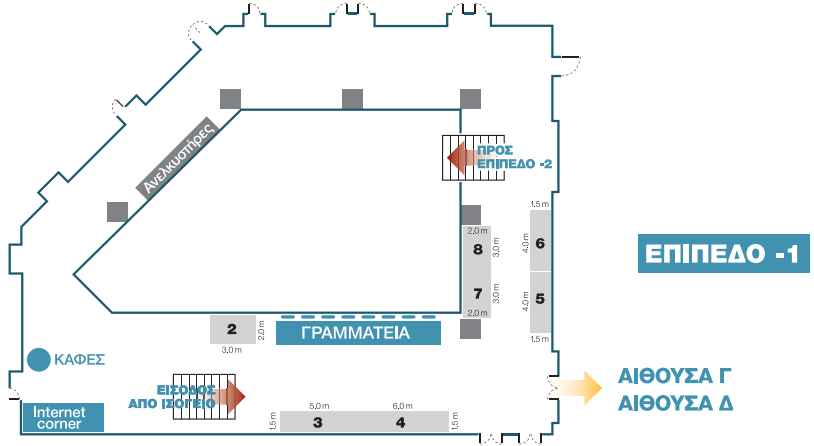 Ανελκυστήρες
ΠΡΟΣ
ΕΠΙΠΕΔΟ -2
1.5 m
4.0 m
6
2.0 m
8
3.0 m
ΕΠΙΠΕΔΟ -1
7
3.0 m
2.0 m
4.0 m
5
1.5 m
2
2.0 m
3.0 m
ΓΡΑΜΜΑΤΕΙΑ
ΚΑΦΕΣ
ΕΙΣΟΔΟΣ
ΑΠΟ ΙΣΟΓΕΙΟ
ΑΙΘΟΥΣΑ Γ
ΑΙΘΟΥΣΑ Δ
Internet
corner
5.0 m
6.0 m
1.5 m
3
4
1.5 m